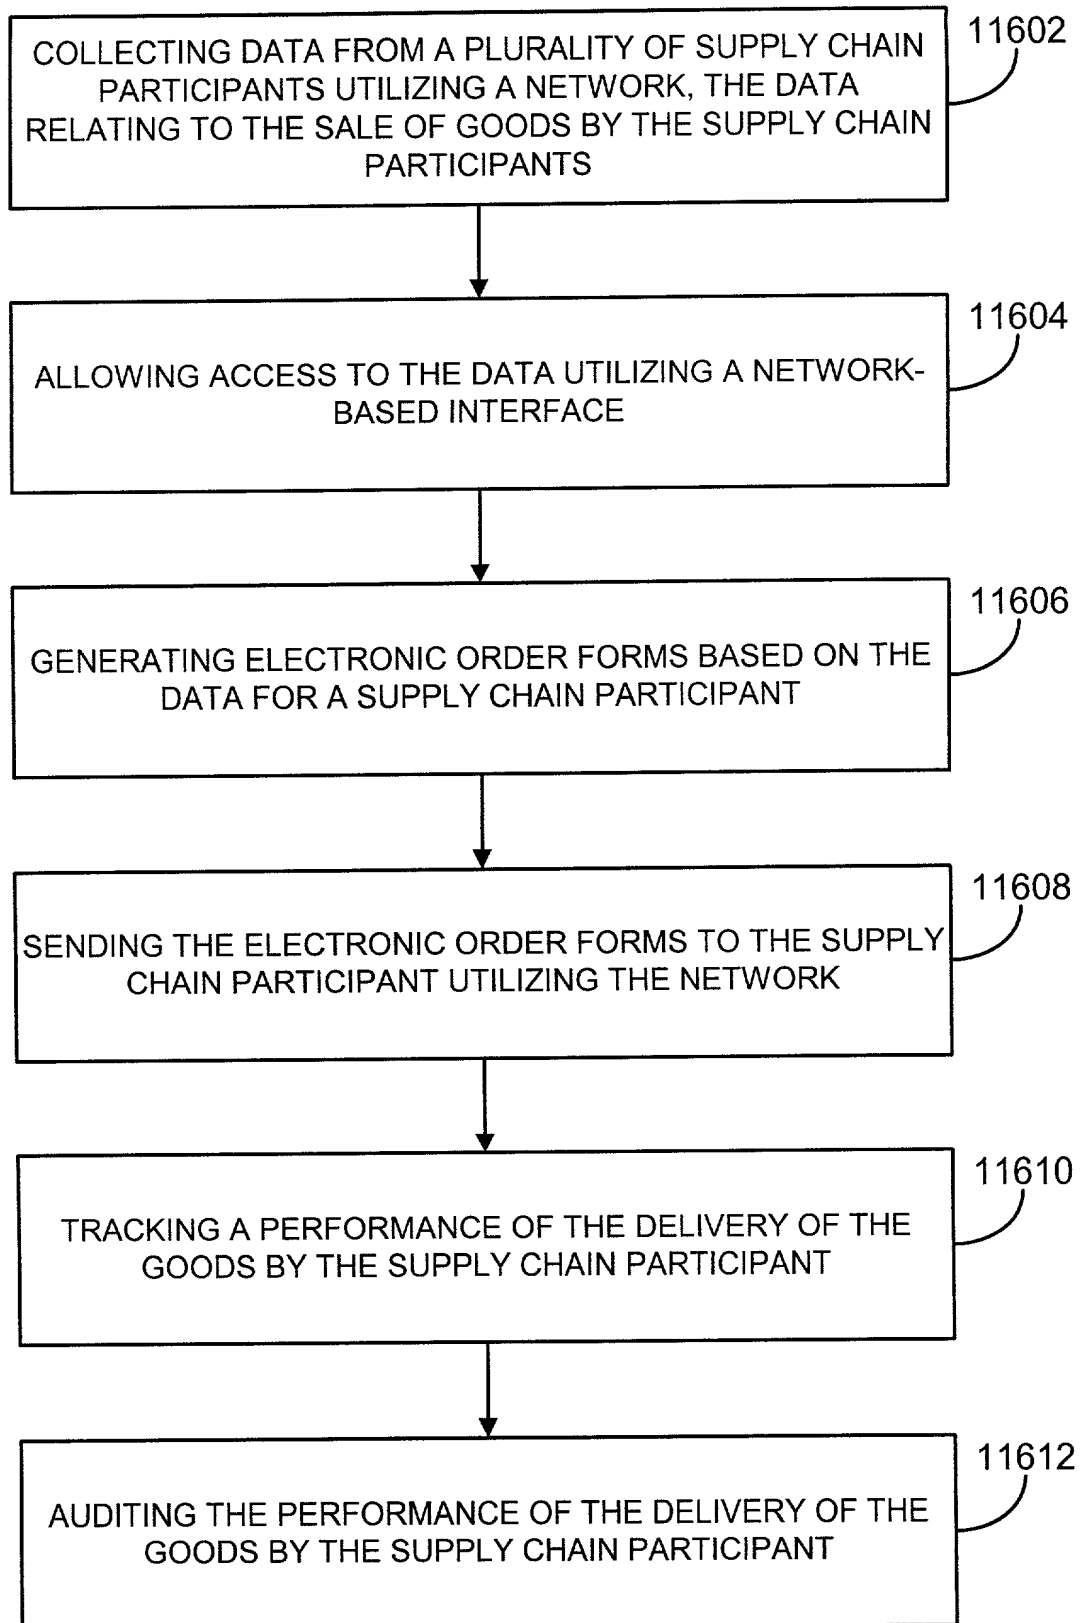 COLLECTING DATA FROM A PLURALITY OF SUPPLY CHAIN
PARTICIPANTS UTILIZING A NETWORK, THE DATA
RELATING TO THE SALE OF GOODS BY THE SUPPLY CHAIN
PARTICIPANTS
11602
ALLOWING ACCESS TO THE DATA UTILIZING A NETWORK-
BASED INTERFACE
11604
GENERATING ELECTRONIC ORDER FORMS BASED ON THE
DATA FOR A SUPPLY CHAIN PARTICIPANT
11606
SENDING THE ELECTRONIC ORDER FORMS TO THE SUPPLY
CHAIN PARTICIPANT UTILIZING THE NETWORK
11608
TRACKING A PERFORMANCE OF THE DELIVERY OF THE
GOODS BY THE SUPPLY CHAIN PARTICIPANT
11610
AUDITING THE PERFORMANCE OF THE DELIVERY OF THE
GOODS BY THE SUPPLY CHAIN PARTICIPANT
11612